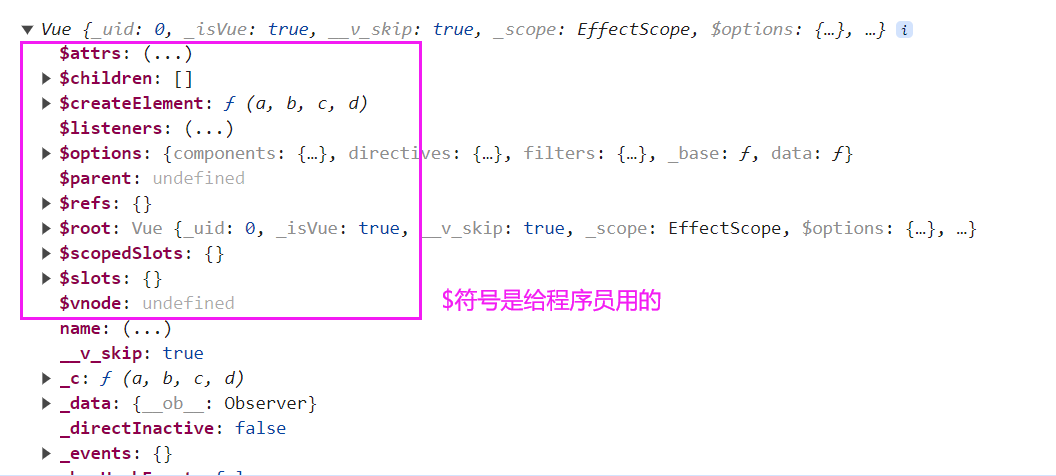 ▼ Vue {_uid: 0, _isVue: true, __v_skip: true, _scope: EffectScope, $options: {…}, …} i
$attrs: (...)
▶ $children: []
▶ $createElement: ƒ (a, b, c, d)
$listeners: (...)
▶ $options: {components: {…}, directives: {…}, filters: {…}, _base: ƒ, data: ƒ}
$parent: undefined
▶ $refs: {}
▶ $root: Vue {_uid: 0, _isVue: true, __v_skip: true, _scope: EffectScope, $options: {…}, …}
▶ $scopedSlots: {}
▶ $slots: {}
$vnode: undefined
$符号是给程序员用的
name: (...)
__v_skip: true
▶ _c: ƒ (a, b, c, d)
▶ _data: {__ob__: Observer}
_directInactive: false
▶ _events: {}